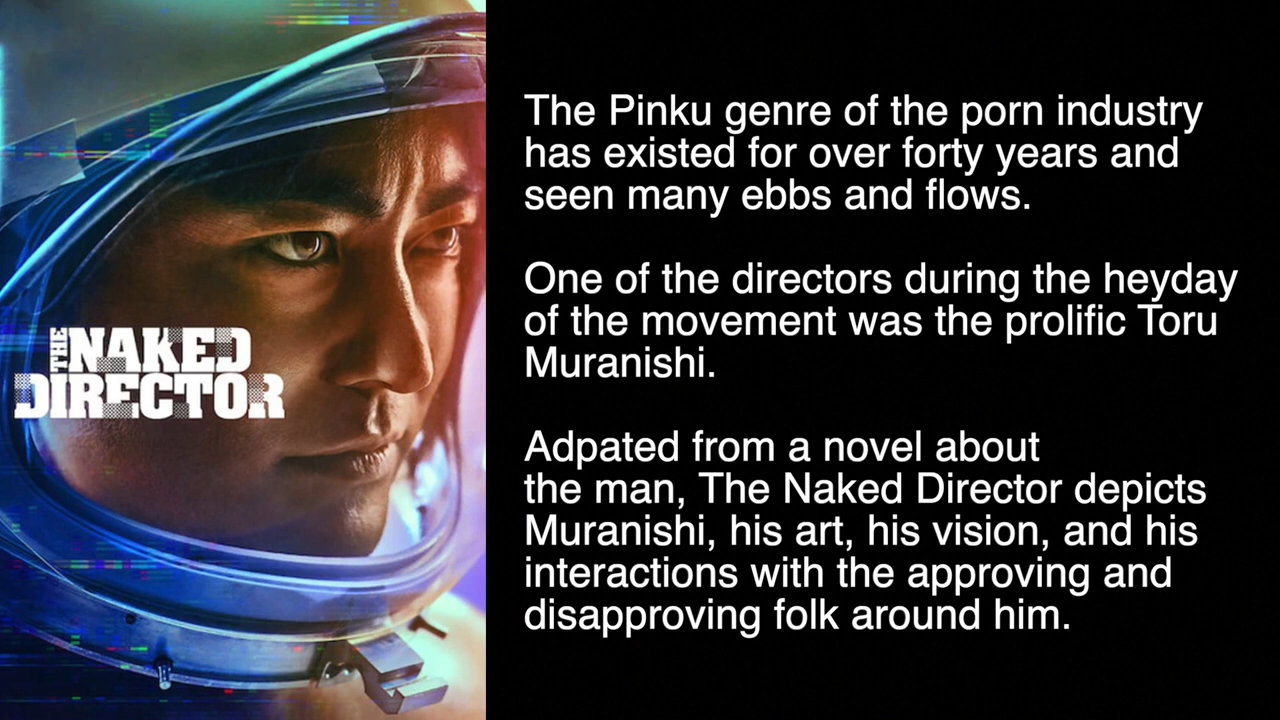 THE NAKED
DIRECTOR
The Pinku genre of the porn industry
has existed for over forty years and
seen many ebbs and flows.
One of the directors during the heyday
of the movement was the prolific Toru
Muranishi.
Adpated from a novel about
the man, The Naked Director depicts
Muranishi, his art, his vision, and his
interactions with the approving and
disapproving folk around him.